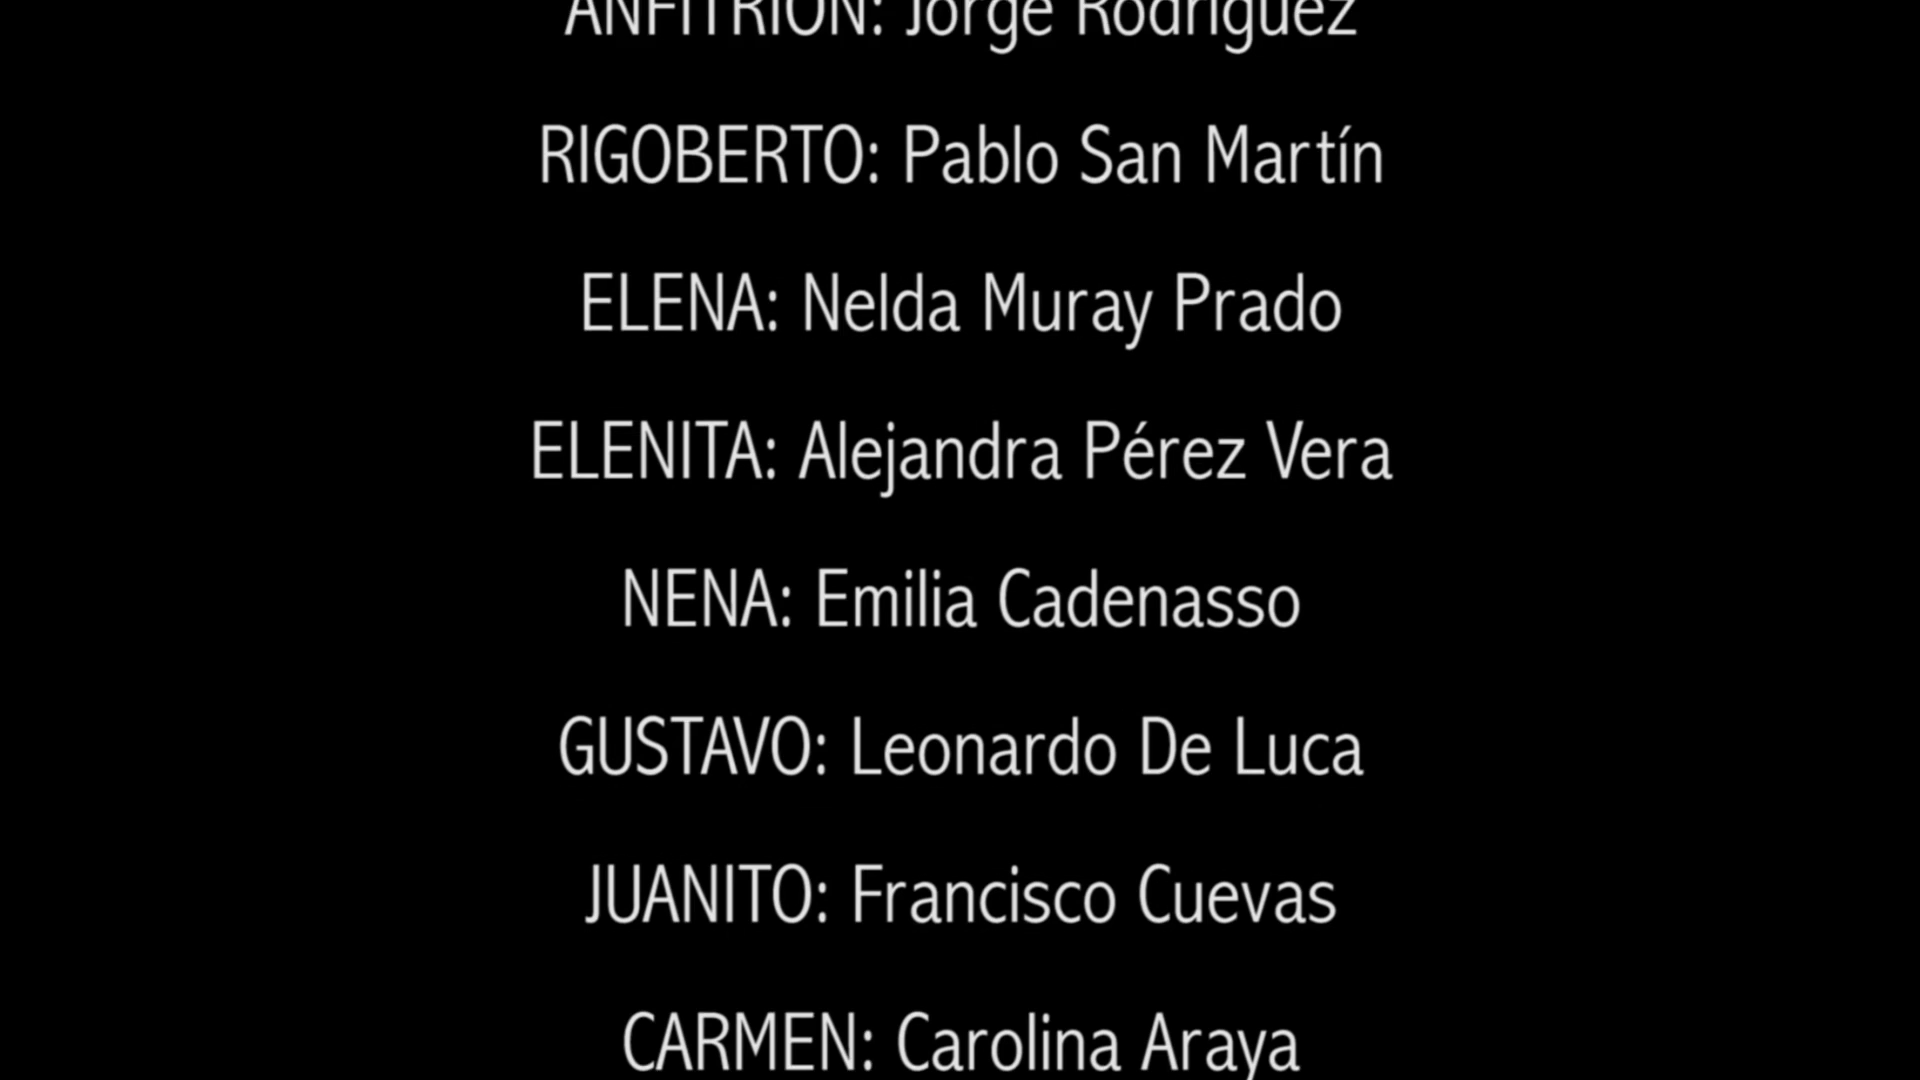 ANFITRIÓN: Jorge Rodríguez
RIGOBERTO: Pablo San Martín
ELENA: Nelda Muray Prado
ELENITA: Alejandra Pérez Vera
NENA: Emilia Cadenasso
GUSTAVO: Leonardo De Luca
JUANITO: Francisco Cuevas
CARMEN: Carolina Araya